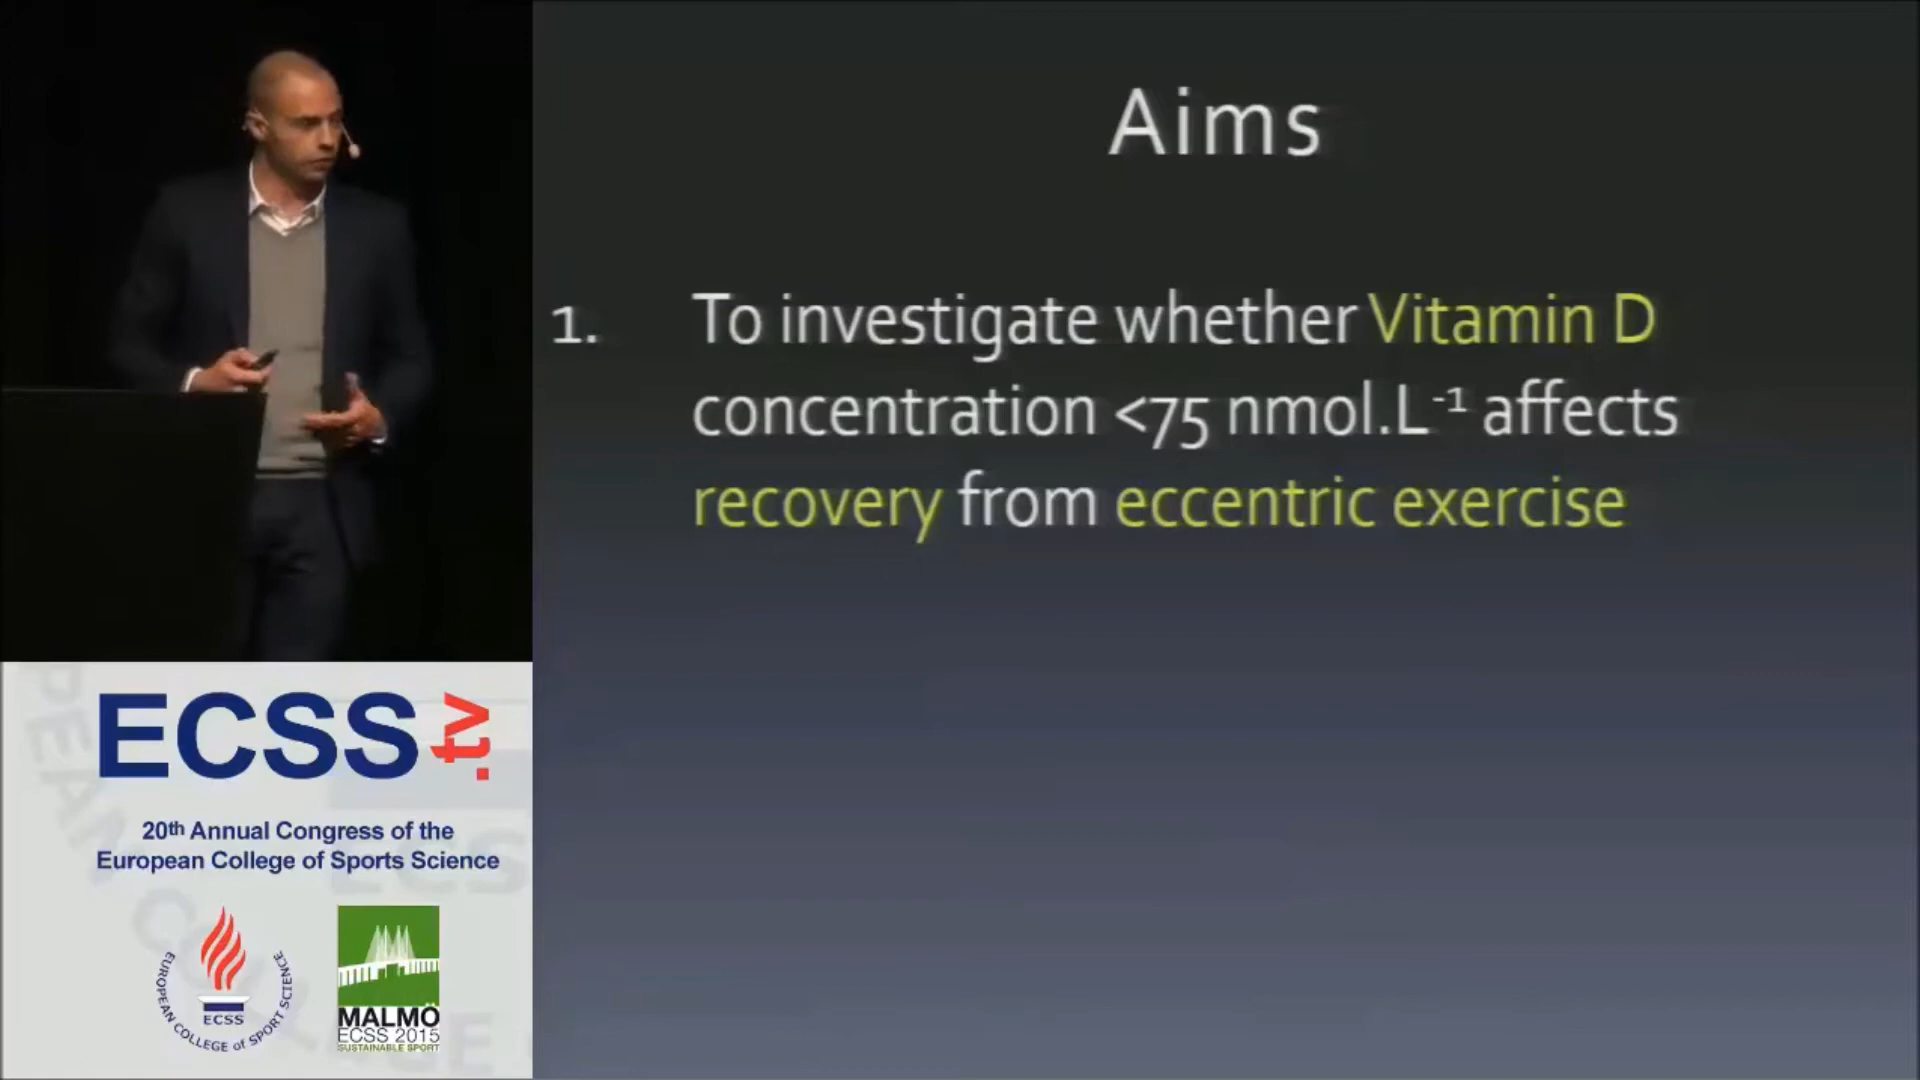 Aims
1. To investigate whether Vitamin D
concentration <75 nmol.L⁻¹ affects
recovery from eccentric exercise
ECSS.tv
20th Annual Congress of the
European College of Sports Science
EUROPEAN COLLEGE of SPORT SCIENCE
ECSS
MALMÖ
ECSS 2015
SUSTAINABLE SPORT